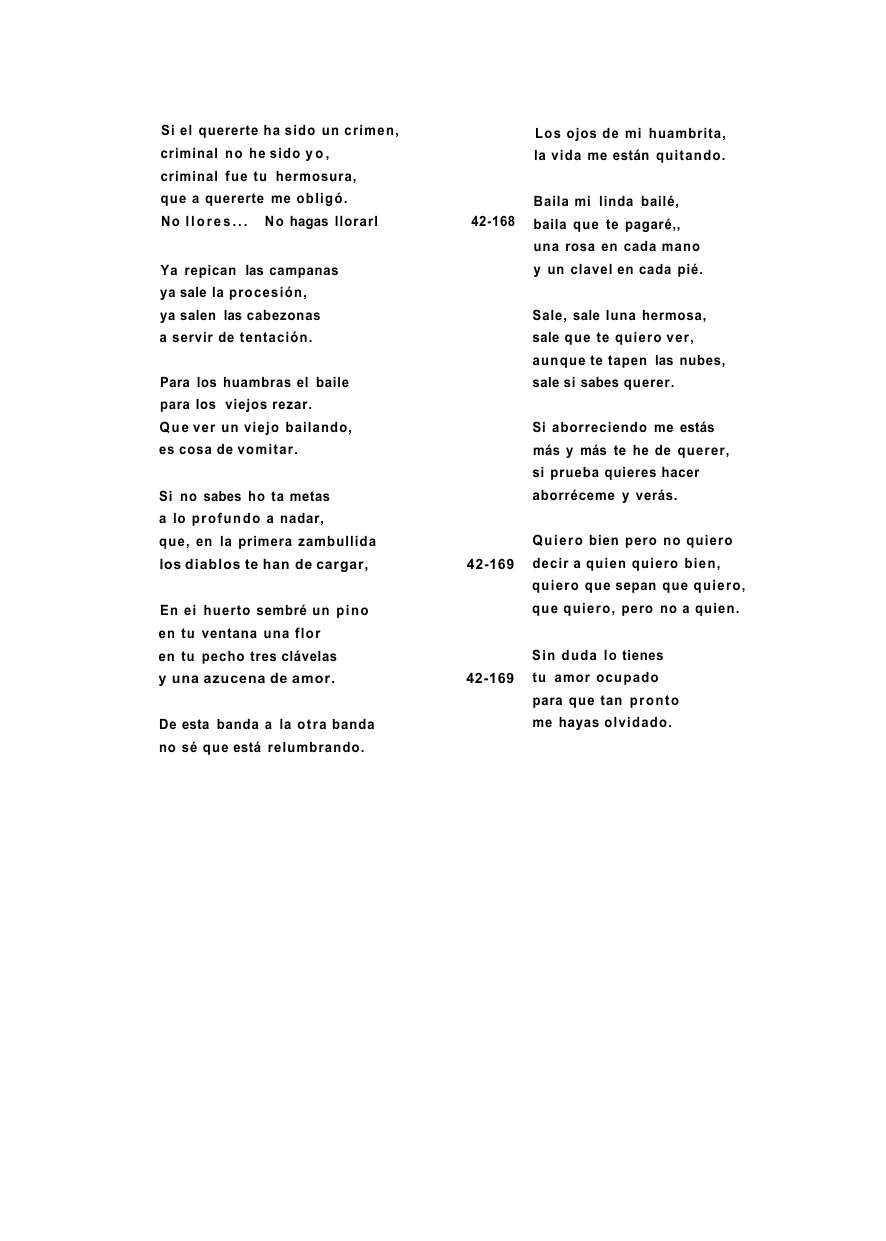 Si el quererte ha sido un crimen,
criminal no he sido yo,
criminal fue tu hermosura,
que a quererte me obligó.
No llores... No hagas llorarl
Ya repican las campanas
ya sale la procesión,
ya salen las cabezonas
a servir de tentación.
Para los huambras el baile
para los viejos rezar.
Que ver un viejo bailando,
es cosa de vomitar.
Si no sabes ho ta metas
a lo profundo a nadar,
que, en la primera zambullida
los diablos te han de cargar,
En ei huerto sembré un pino
en tu ventana una flor
en tu pecho tres clávelas
y una azucena de amor.
De esta banda a la otra banda
no sé que está relumbrando.
Los ojos de mi huambrita,
la vida me están quitando.
Baila mi linda bailé,
42-168 baila que te pagaré,,
una rosa en cada mano
y un clavel en cada pié.
Sale, sale luna hermosa,
sale que te quiero ver,
aunque te tapen las nubes,
sale si sabes querer.
Si aborreciendo me estás
más y más te he de querer,
si prueba quieres hacer
aborréceme y verás.
Quiero bien pero no quiero
42-169 decir a quien quiero bien,
quiero que sepan que quiero,
que quiero, pero no a quien.
Sin duda lo tienes
42-169 tu amor ocupado
para que tan pronto
me hayas olvidado.